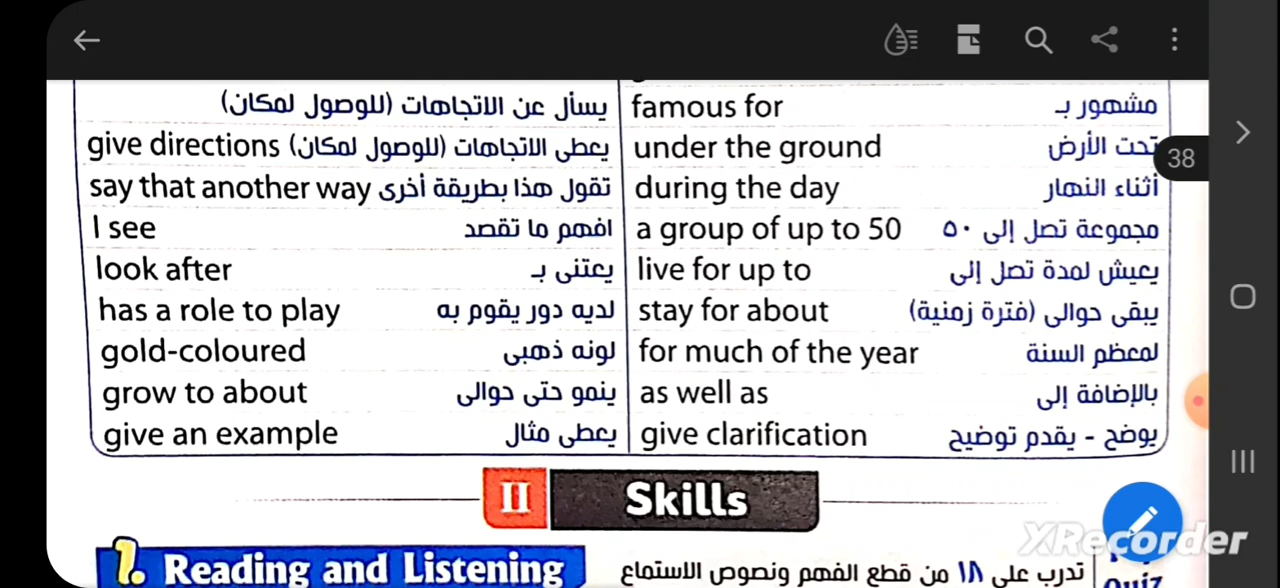 يسأل عن الاتجاهات (للوصول لمكان) famous for مشهور بـ
give directions يعطى الاتجاهات (للوصول لمكان) under the ground تحت الأرض
38
say that another way تقول هذا بطريقة أخرى during the day أثناء النهار
I see افهم ما تقصد a group of up to 50 مجموعة تصل إلى ٥٠
look after يعتنى بـ live for up to يعيش لمدة تصل إلى
has a role to play لديه دور يقوم به stay for about يبقى حوالى (فترة زمنية)
gold-coloured لونه ذهبى for much of the year لمعظم السنة
grow to about ينمو حتى حوالى as well as بالإضافة إلى
give an example يعطى مثال give clarification يوضح - يقدم توضيح
II Skills
XRecorder
1. Reading and Listening تدرب على ١٨ من قطع الفهم ونصوص الاستماع
Quiz